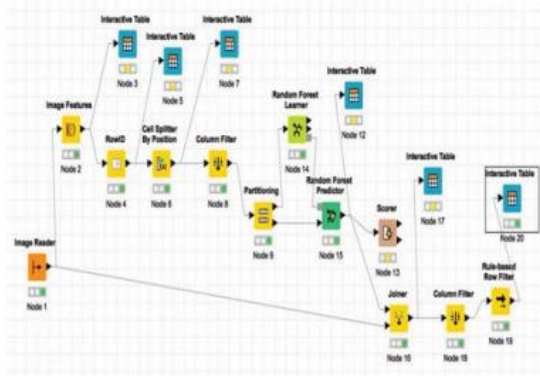 Interactive Table
Node 3
Interactive Table
Node 5
Interactive Table
Node 7
Image Features
Node 2
RowID
Node 4
Cell Splitter
By Position
Node 6
Column Filter
Node 8
Random Forest
Learner
Node 14
Interactive Table
Node 12
Partitioning
Node 9
Random Forest
Predictor
Node 15
Scorer
Node 13
Interactive Table
Node 17
Interactive Table
Node 20
Image Reader
Node 1
Joiner
Node 16
Column Filter
Node 18
Rule-based
Row Filter
Node 19